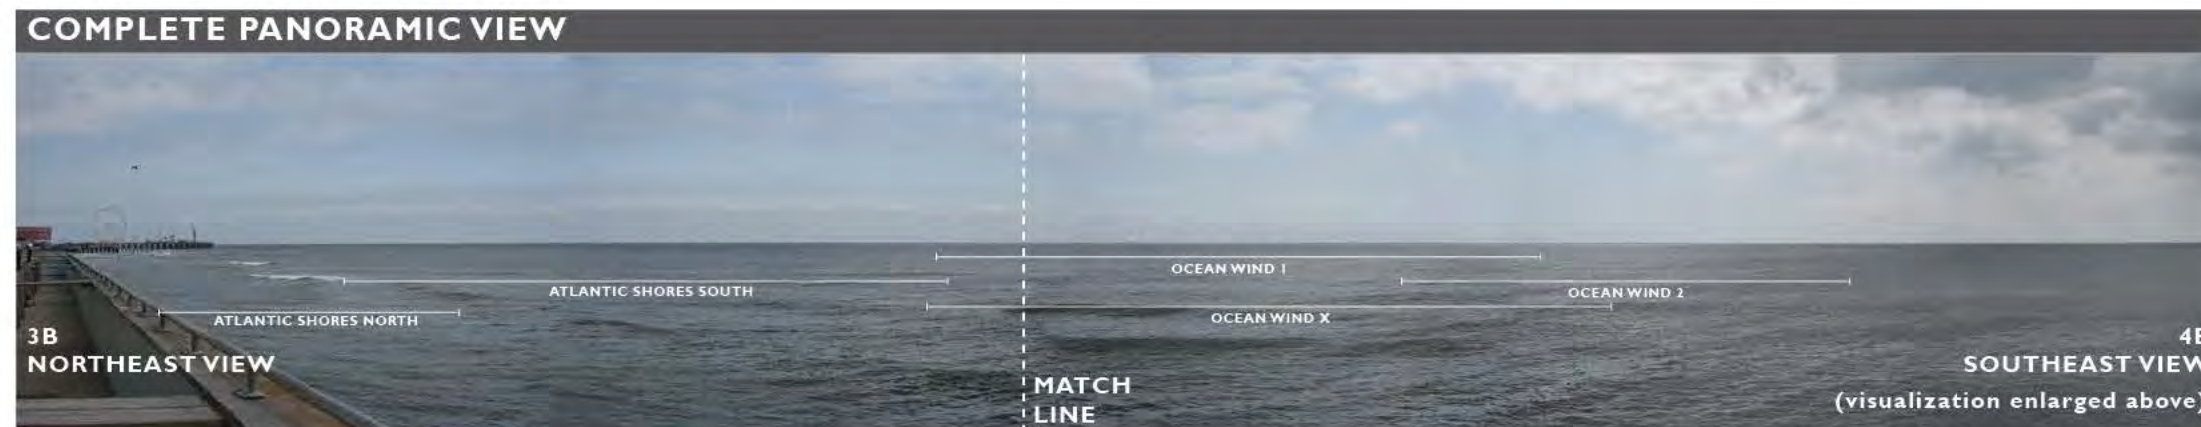 COMPLETE PANORAMIC VIEW
OCEAN WIND 1
ATLANTIC SHORES SOUTH
OCEAN WIND 2
ATLANTIC SHORES NORTH
OCEAN WIND X
3B
NORTHEAST VIEW
MATCH
LINE
4B
SOUTHEAST VIEW
(visualization enlarged above)